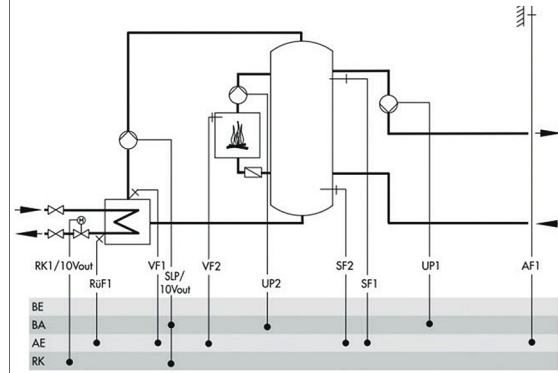 M
RK1/10Vout
RüF1
VF1
SLP/
10Vout
VF2
UP2
SF2
SF1
UP1
AF1
BE
BA
AE
RK